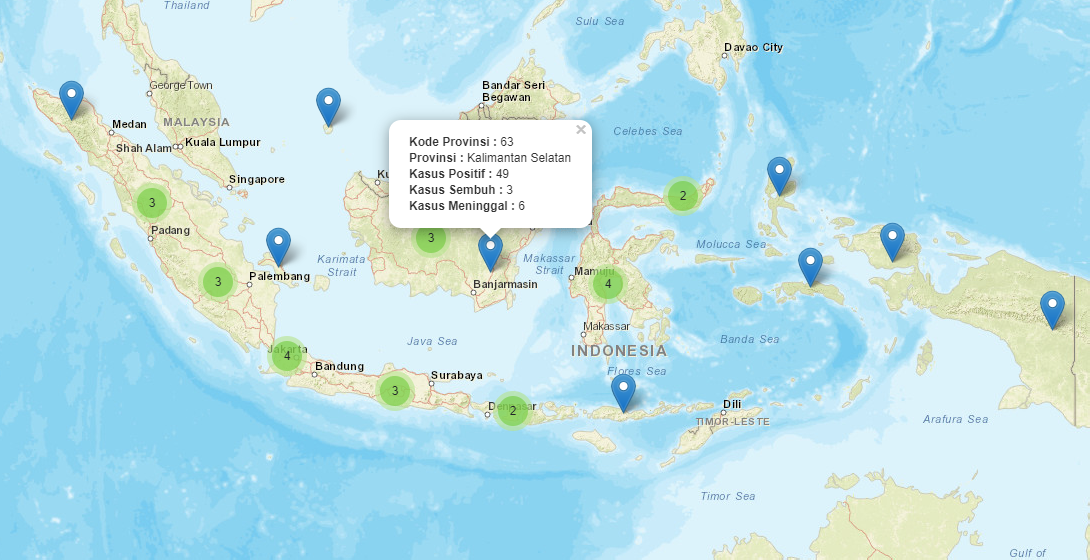 Thailand
Sulu Sea
Davao City
George Town
Bandar Seri
Begawan
MALAYSIA
Medan
Celebes Sea
Shah Alam
Kuala Lumpur
×
Kode Provinsi : 63
Provinsi : Kalimantan Selatan
Kasus Positif : 49
Kasus Sembuh : 3
Kasus Meninggal : 6
Singapore
Ku
3
2
Padang
3
Molucca Sea
Karimata
Strait
Makassar
Strait
Mamuju
Palembang
3
4
Banjarmasin
Makassar
Java Sea
Banda Sea
INDONESIA
Jakarta
4
Bandung
Flores Sea
Surabaya
3
Denpasar
2
Dili
TIMOR-LESTE
Arafura Sea
Timor Sea
Gulf of